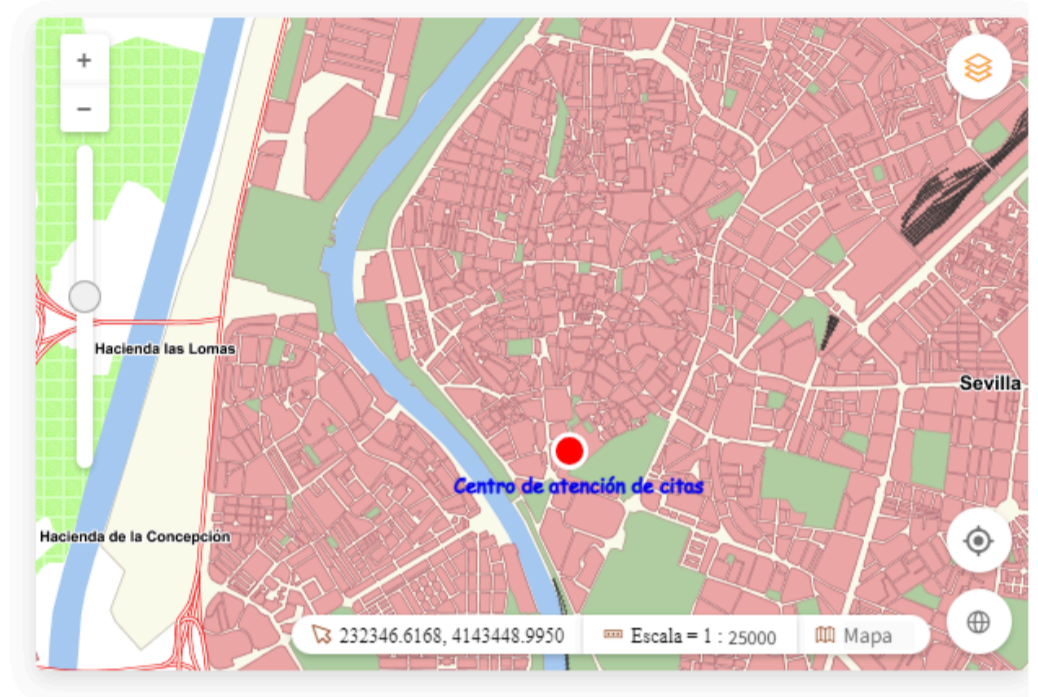 +
−
Hacienda las Lomas
Sevilla
Centro de atención de citas
Hacienda de la Concepción
232346.6168, 4143448.9950 Escala = 1 : 25000 Mapa